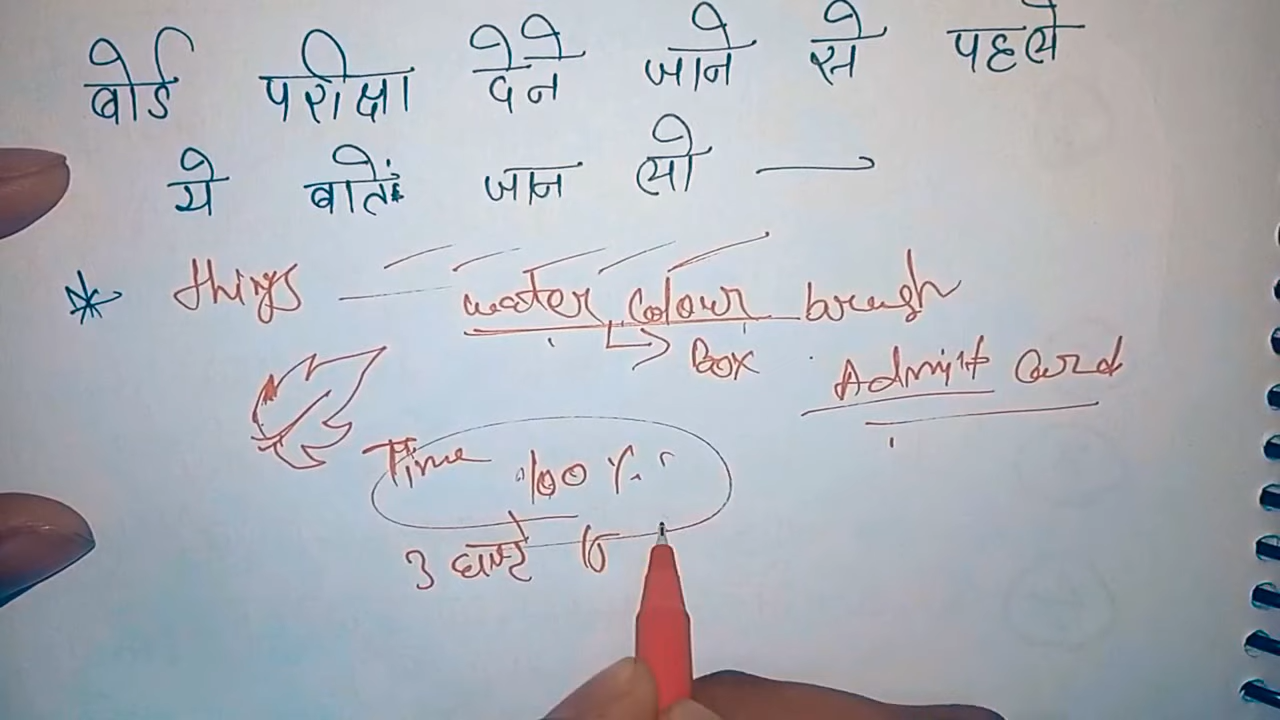 बोर्ड परीक्षा देने जाने से पहले
ये बातें जान लो —
* things — water colour brush
→ Box
Admit Card
Time 100%
3 घण्टे